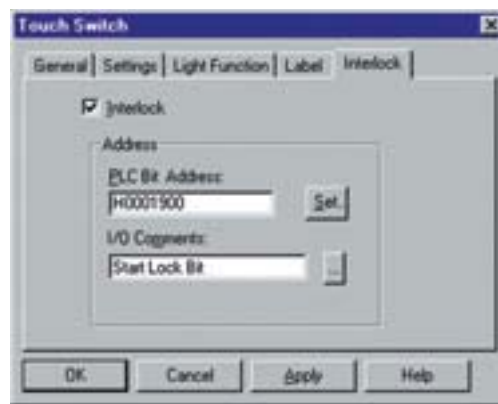 Touch Switch
General Settings Light Function Label Interlock
Interlock
Address
PLC Bit Address:
H0001900 Set.
I/O Comments:
Start Lock Bit ...
OK Cancel Apply Help